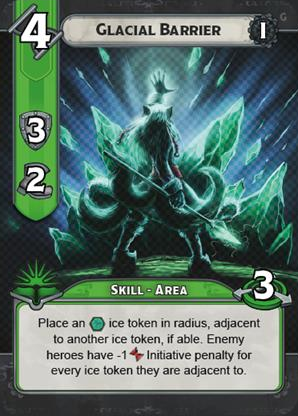 4
GLACIAL BARRIER
I
G
3
2
SKILL - AREA
3
Place an ice token in radius, adjacent
to another ice token, if able. Enemy
heroes have -1 Initiative penalty for
every ice token they are adjacent to.